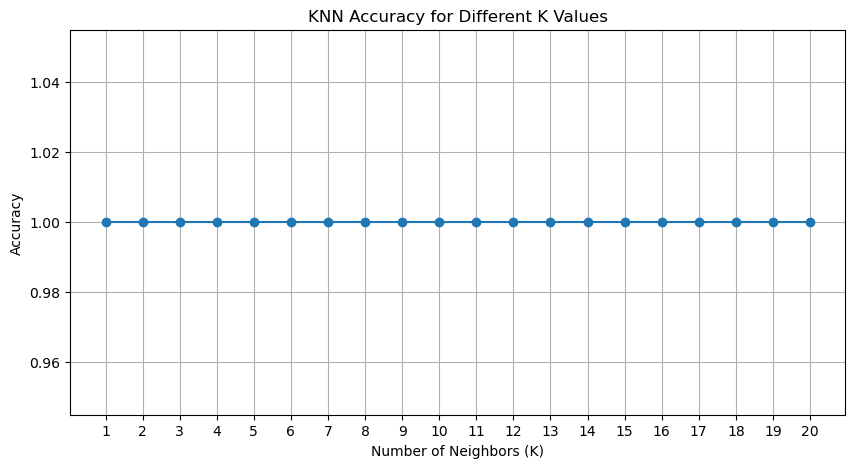 KNN Accuracy for Different K Values
Accuracy
1.04
1.02
1.00
0.98
0.96
1 2 3 4 5 6 7 8 9 10 11 12 13 14 15 16 17 18 19 20
Number of Neighbors (K)